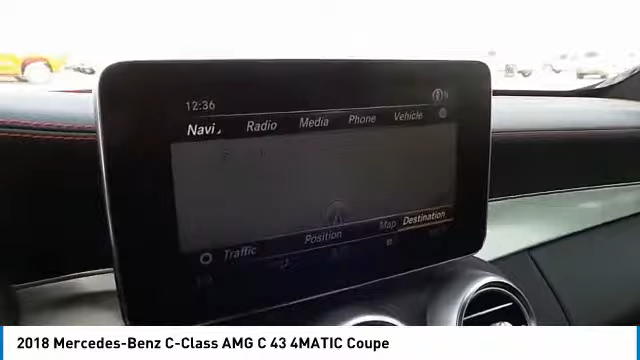 12:36
N
Navi Radio Media Phone Vehicle
Traffic Position Map Destination
2018 Mercedes-Benz C-Class AMG C 43 4MATIC Coupe